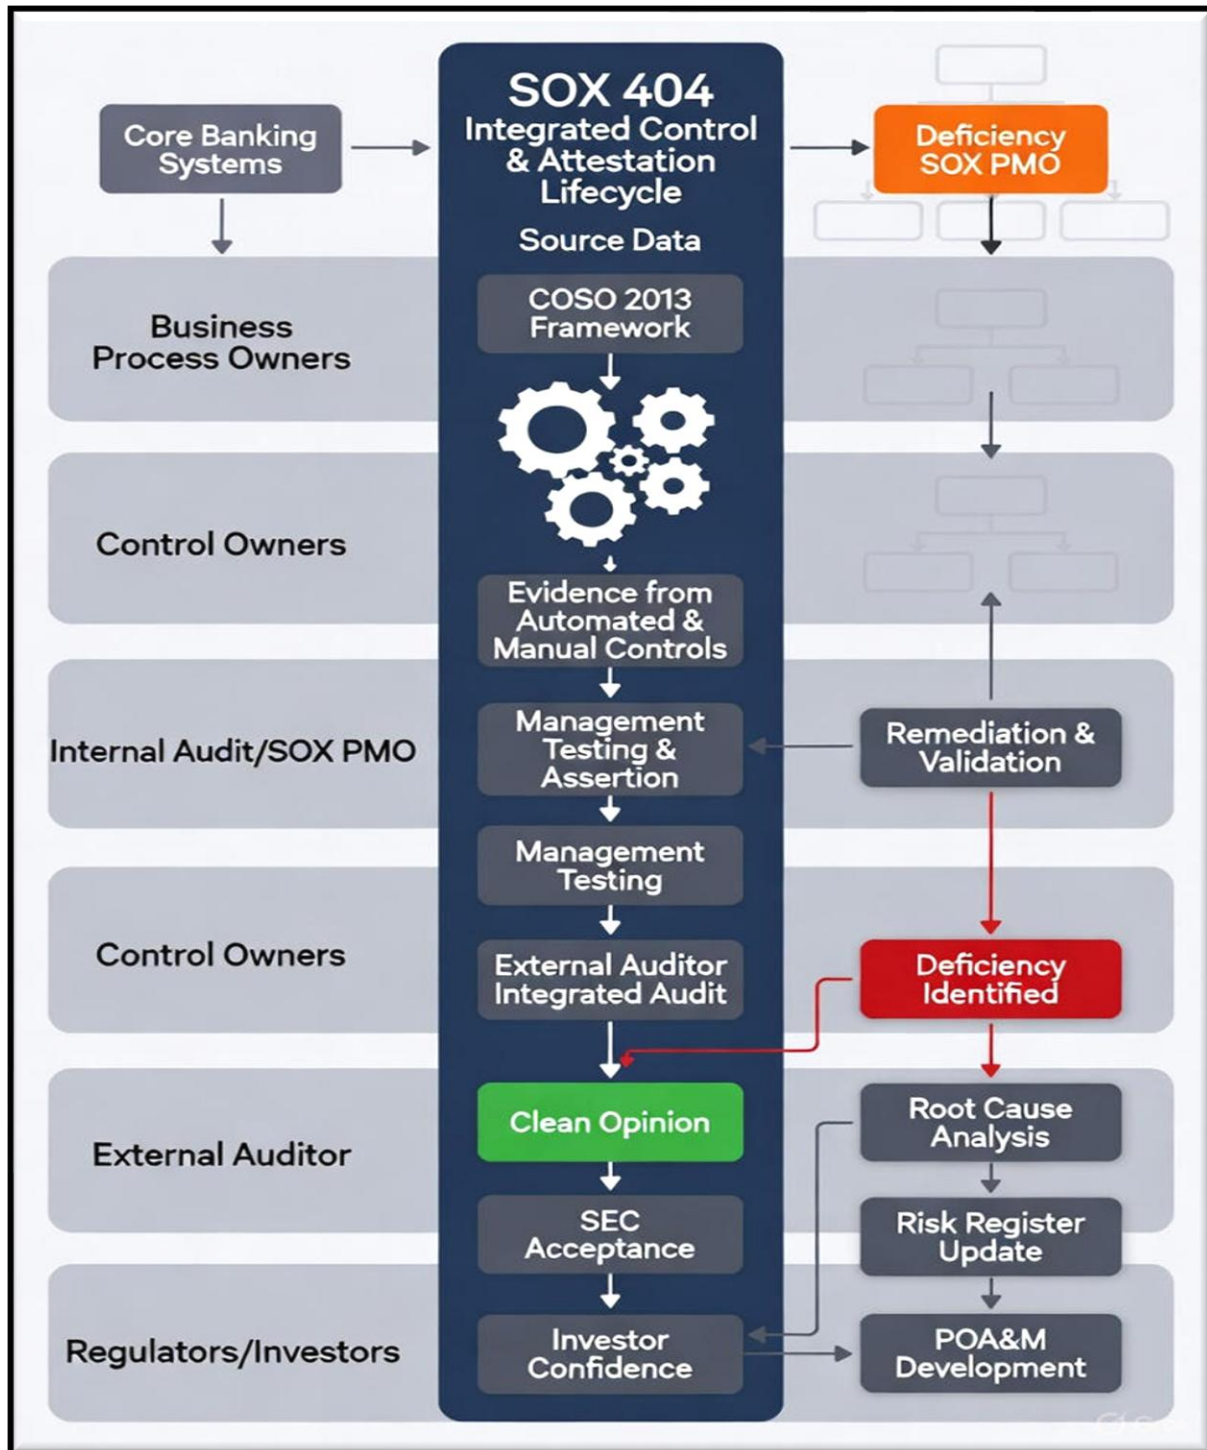 SOX 404
Integrated Control
& Attestation
Lifecycle
Source Data
Core Banking
Systems
Deficiency
SOX PMO
Business
Process Owners
COSO 2013
Framework
Control Owners
Evidence from
Automated &
Manual Controls
Internal Audit/SOX PMO
Management
Testing &
Assertion
Remediation &
Validation
Management
Testing
Control Owners
External Auditor
Integrated Audit
Deficiency
Identified
External Auditor
Clean Opinion
Root Cause
Analysis
SEC
Acceptance
Risk Register
Update
Regulators/Investors
Investor
Confidence
POA&M
Development